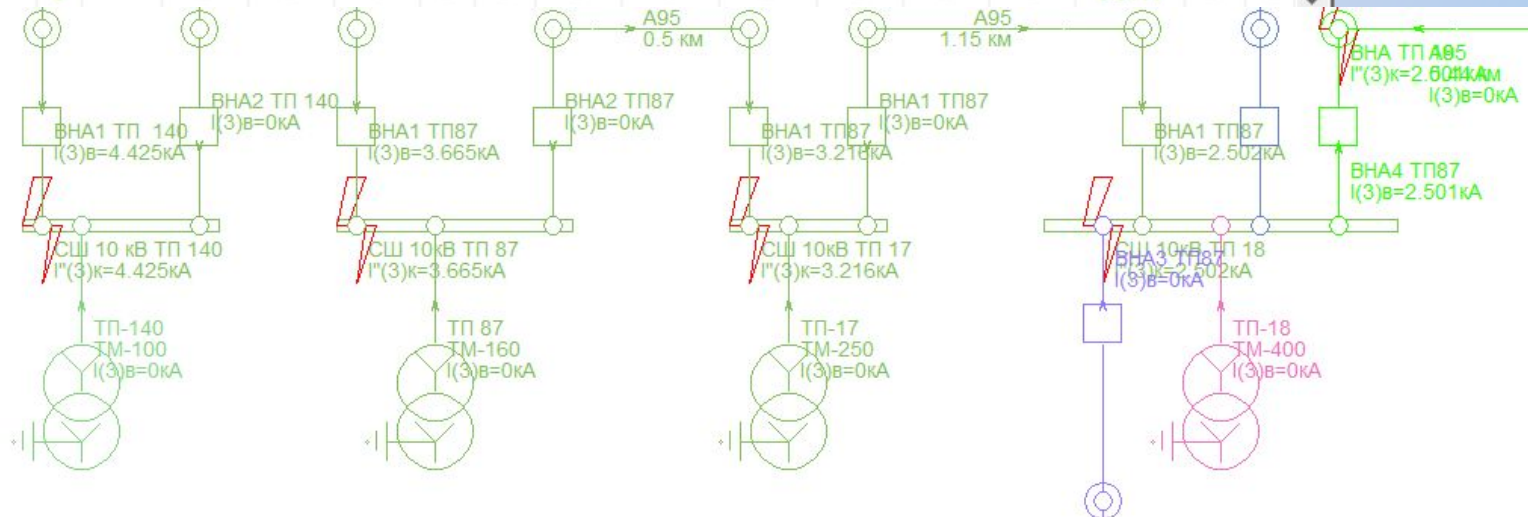 А95
0.5 км
А95
1.15 км
ВНА ТП
А95
I"(3)к=2.
I(3)в=0кА
ВНА1 ТП 140
I(3)в=4.425кА
ВНА2 ТП 140
I(3)в=0кА
ВНА1 ТП87
I(3)в=3.665кА
ВНА2 ТП87
I(3)в=0кА
ВНА1 ТП87
I(3)в=3.216кА
ВНА1 ТП87
I(3)в=0кА
ВНА1 ТП87
I(3)в=2.502кА
ВНА4 ТП87
I(3)в=2.501кА
СШ 10 кВ ТП 140
I"(3)к=4.425кА
СШ 10кВ ТП 87
I"(3)к=3.665кА
СШ 10кВ ТП 17
I"(3)к=3.216кА
СШ 10кВ ТП 18
I"(3)к=2.502кА
ВНА3 ТП87
I(3)в=0кА
ТП-140
ТМ-100
I(3)в=0кА
ТП 87
ТМ-160
I(3)в=0кА
ТП-17
ТМ-250
I(3)в=0кА
ТП-18
ТМ-400
I(3)в=0кА